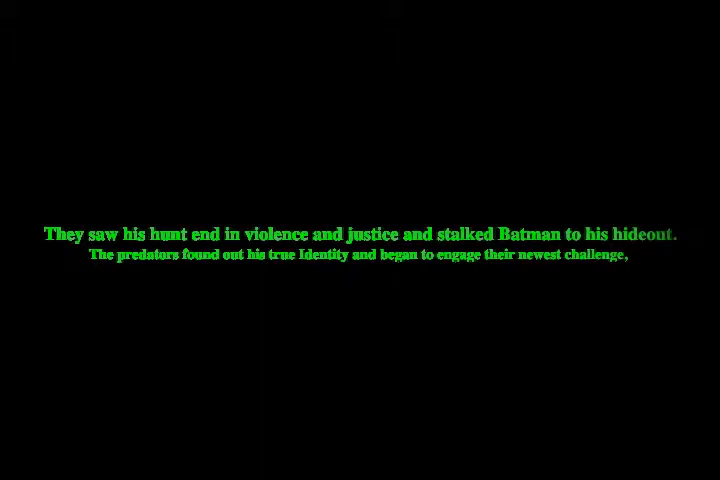 They saw his hunt end in violence and justice and stalked Batman to his hideout.
The predators found out his true Identity and began to engage their newest challenge,